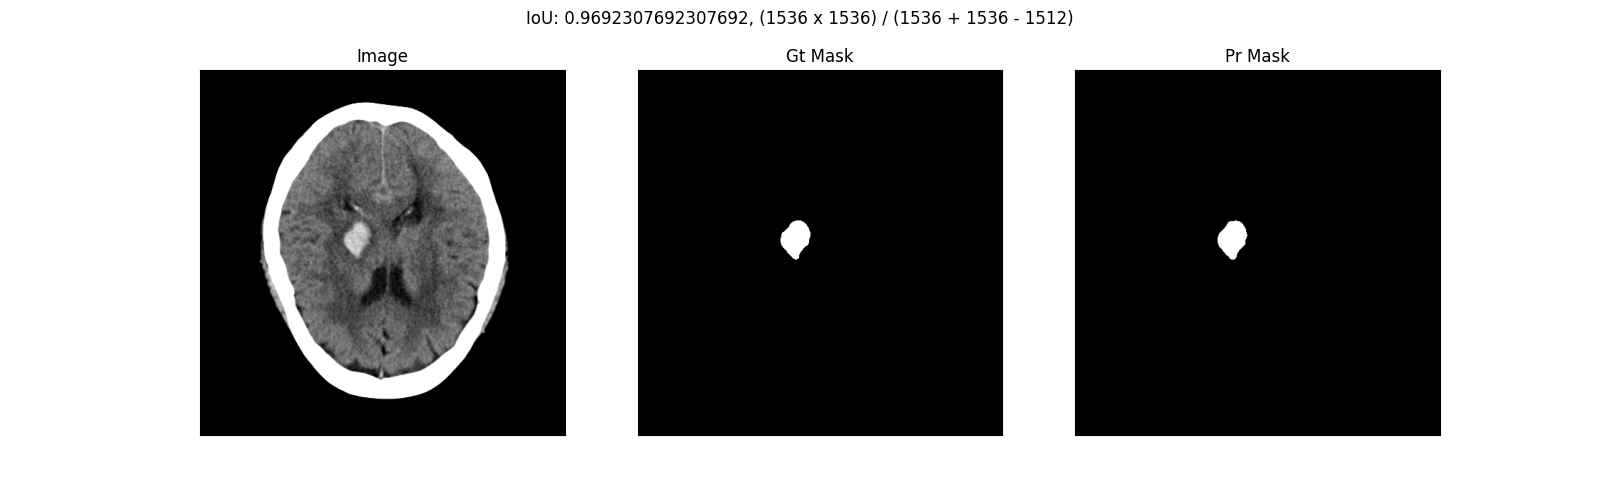 IoU: 0.9692307692307692, (1536 x 1536) / (1536 + 1536 - 1512)
Image
Gt Mask
Pr Mask